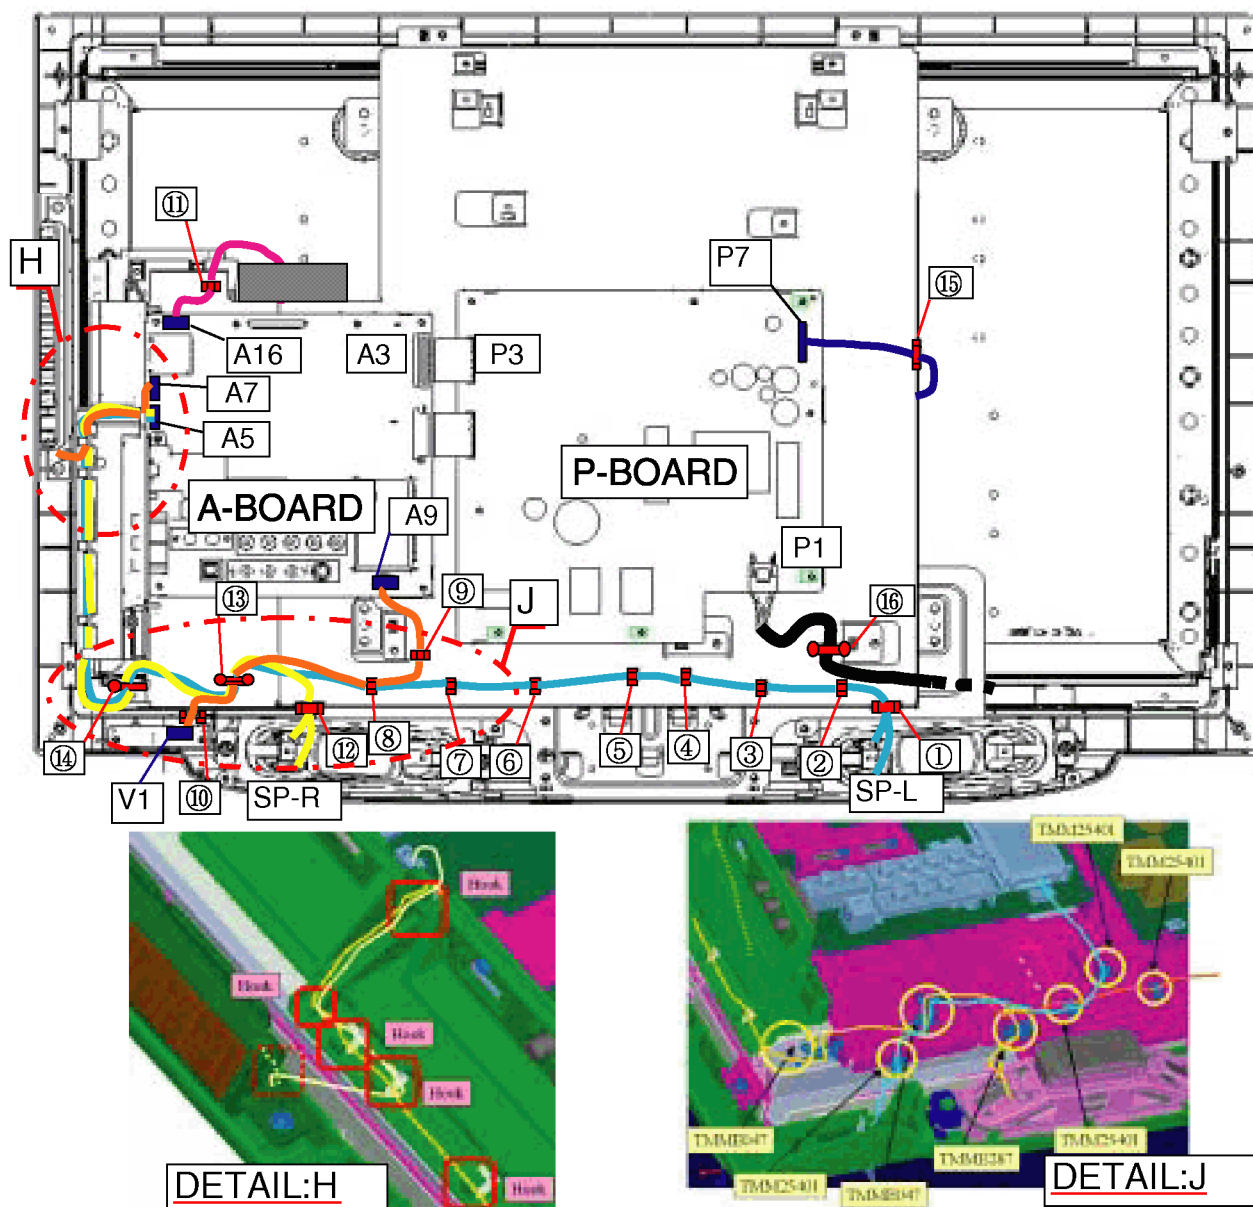 ⑪
H
P7
⑮
A16
A3
P3
A7
A5
P-BOARD
A-BOARD
A9
P1
⑬
⑨
J
⑯
⑭
⑫
⑧
⑦
⑥
⑤
④
③
②
①
V1
⑩
SP-R
SP-L
TMM25401
TMM25401
Hook
Hook
Hook
Hook
Hook
TMME047
TMM25401
TMME047
TMME287
TMM25401
DETAIL:H
DETAIL:J